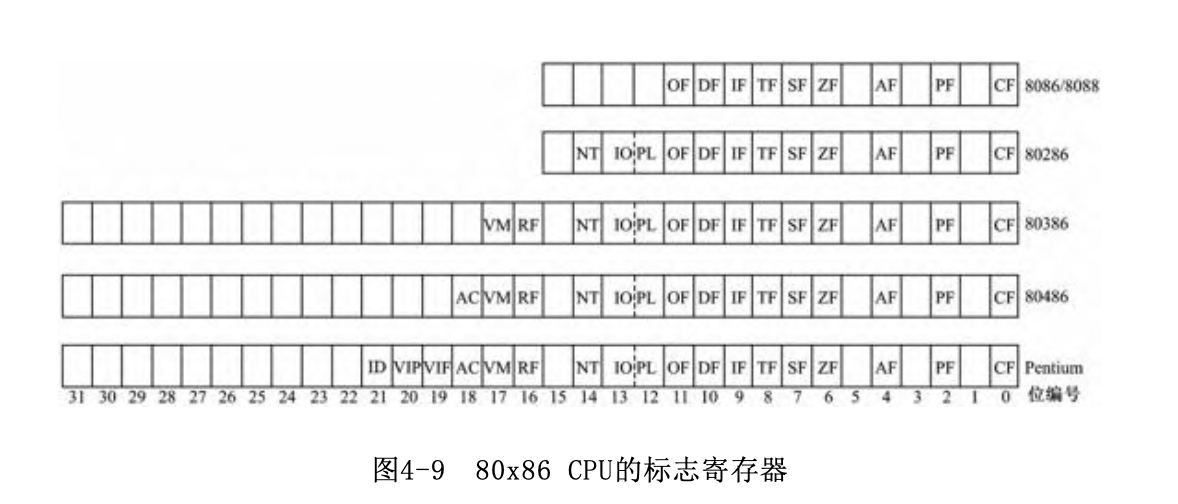 OF DF IF TF SF ZF AF PF CF 8086/8088
NT IO PL OF DF IF TF SF ZF AF PF CF 80286
VM RF NT IO PL OF DF IF TF SF ZF AF PF CF 80386
AC VM RF NT IO PL OF DF IF TF SF ZF AF PF CF 80486
ID VIP VIF AC VM RF NT IO PL OF DF IF TF SF ZF AF PF CF Pentium
31 30 29 28 27 26 25 24 23 22 21 20 19 18 17 16 15 14 13 12 11 10 9 8 7 6 5 4 3 2 1 0 位编号
图4-9 80x86 CPU的标志寄存器